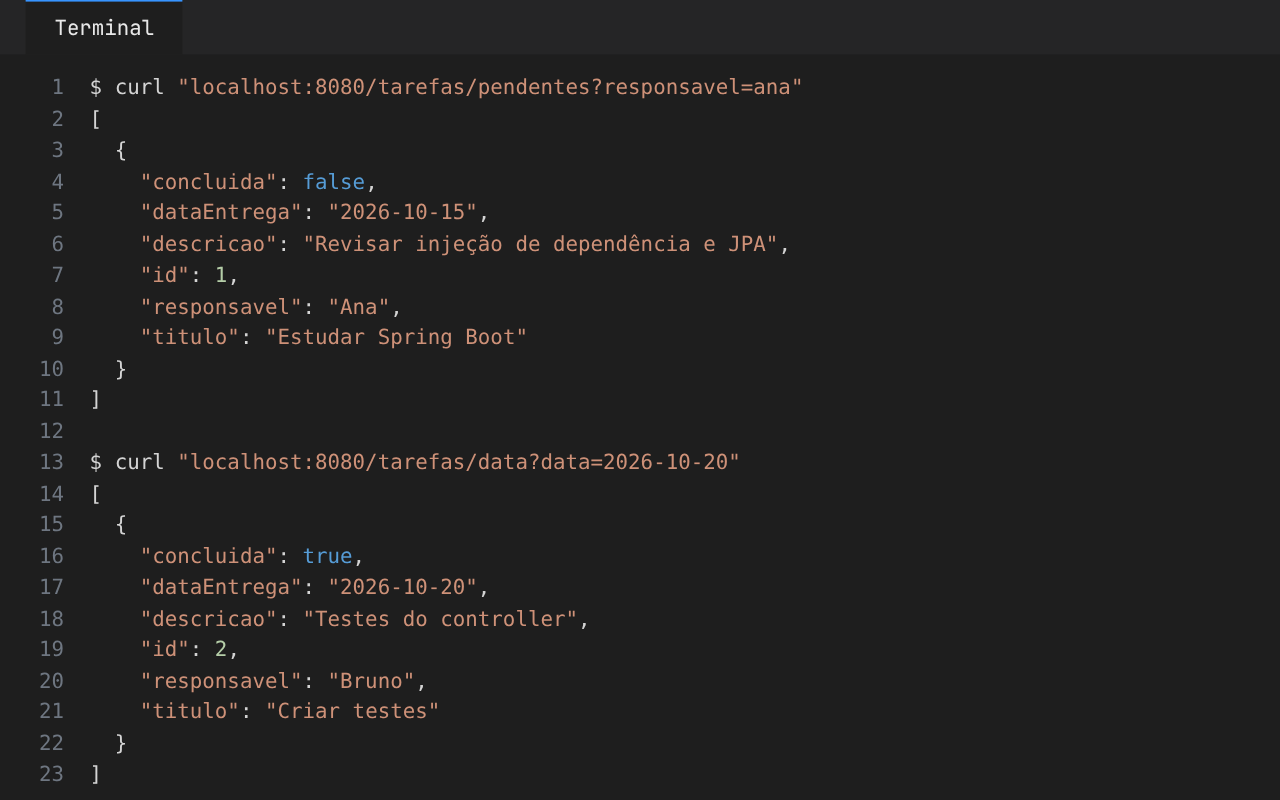 Terminal
1 $ curl "localhost:8080/tarefas/pendentes?responsavel=ana"
2 [
3   {
4     "concluida": false,
5     "dataEntrega": "2026-10-15",
6     "descricao": "Revisar injeção de dependência e JPA",
7     "id": 1,
8     "responsavel": "Ana",
9     "titulo": "Estudar Spring Boot"
10   }
11 ]
12
13 $ curl "localhost:8080/tarefas/data?data=2026-10-20"
14 [
15   {
16     "concluida": true,
17     "dataEntrega": "2026-10-20",
18     "descricao": "Testes do controller",
19     "id": 2,
20     "responsavel": "Bruno",
21     "titulo": "Criar testes"
22   }
23 ]